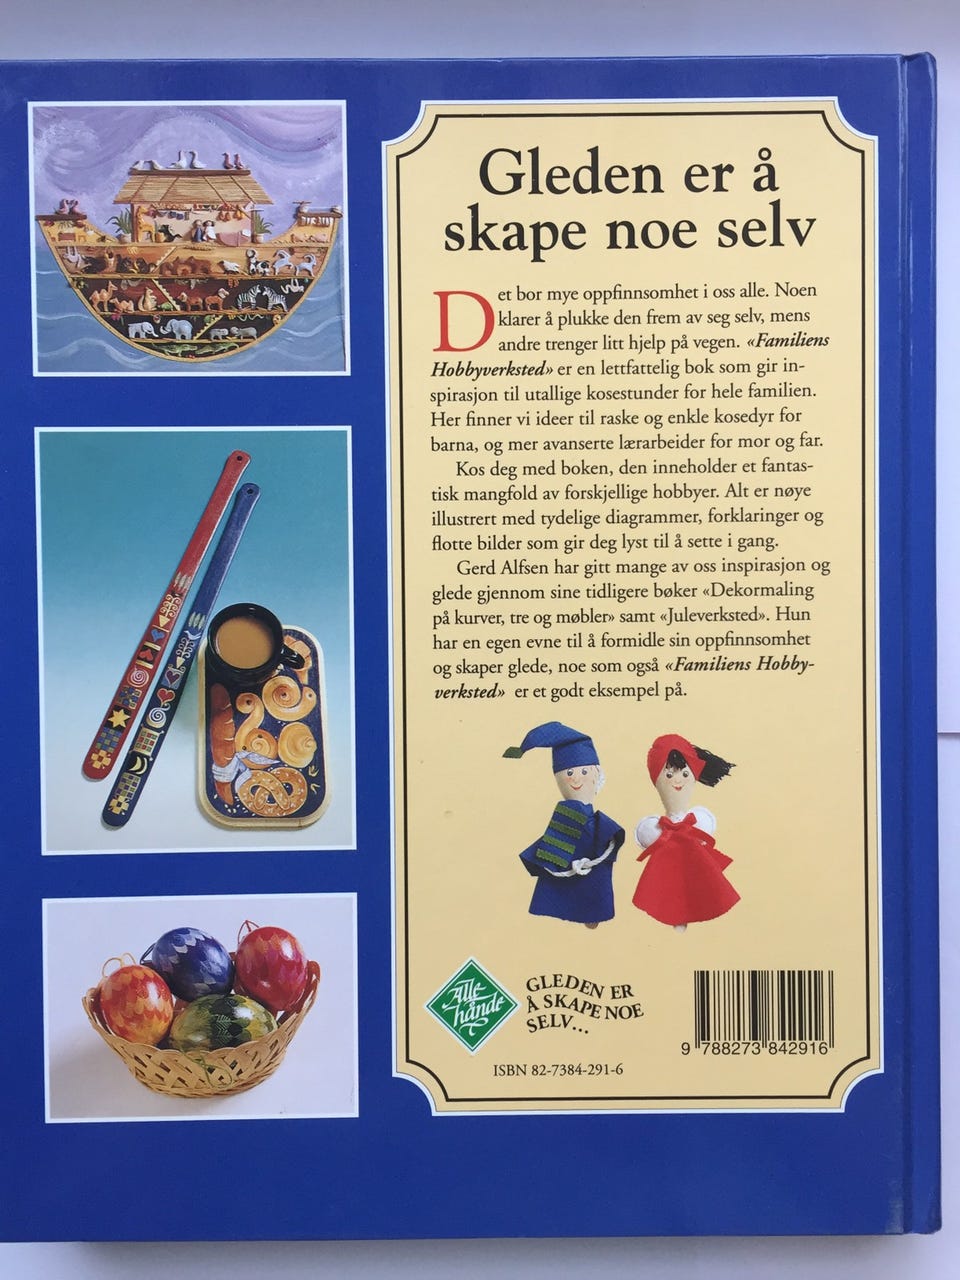 Gleden er å
skape noe selv
Det bor mye oppfinnsomhet i oss alle. Noen
klarer å plukke den frem av seg selv, mens
andre trenger litt hjelp på vegen. «Familiens
Hobbyverksted» er en lettfattelig bok som gir in-
spirasjon til utallige kosestunder for hele familien.
Her finner vi ideer til raske og enkle kosedyr for
barna, og mer avanserte lærarbeider for mor og far.
Kos deg med boken, den inneholder et fantas-
tisk mangfold av forskjellige hobbyer. Alt er nøye
illustrert med tydelige diagrammer, forklaringer og
flotte bilder som gir deg lyst til å sette i gang.
Gerd Alfsen har gitt mange av oss inspirasjon og
glede gjennom sine tidligere bøker «Dekormaling
på kurver, tre og møbler» samt «Juleverksted». Hun
har en egen evne til å formidle sin oppfinnsomhet
og skaper glede, noe som også «Familiens Hobby-
verksted» er et godt eksempel på.
Alle
hånde
GLEDEN ER
Å SKAPE NOE
SELV...
ISBN 82-7384-291-6
9 788273 842916